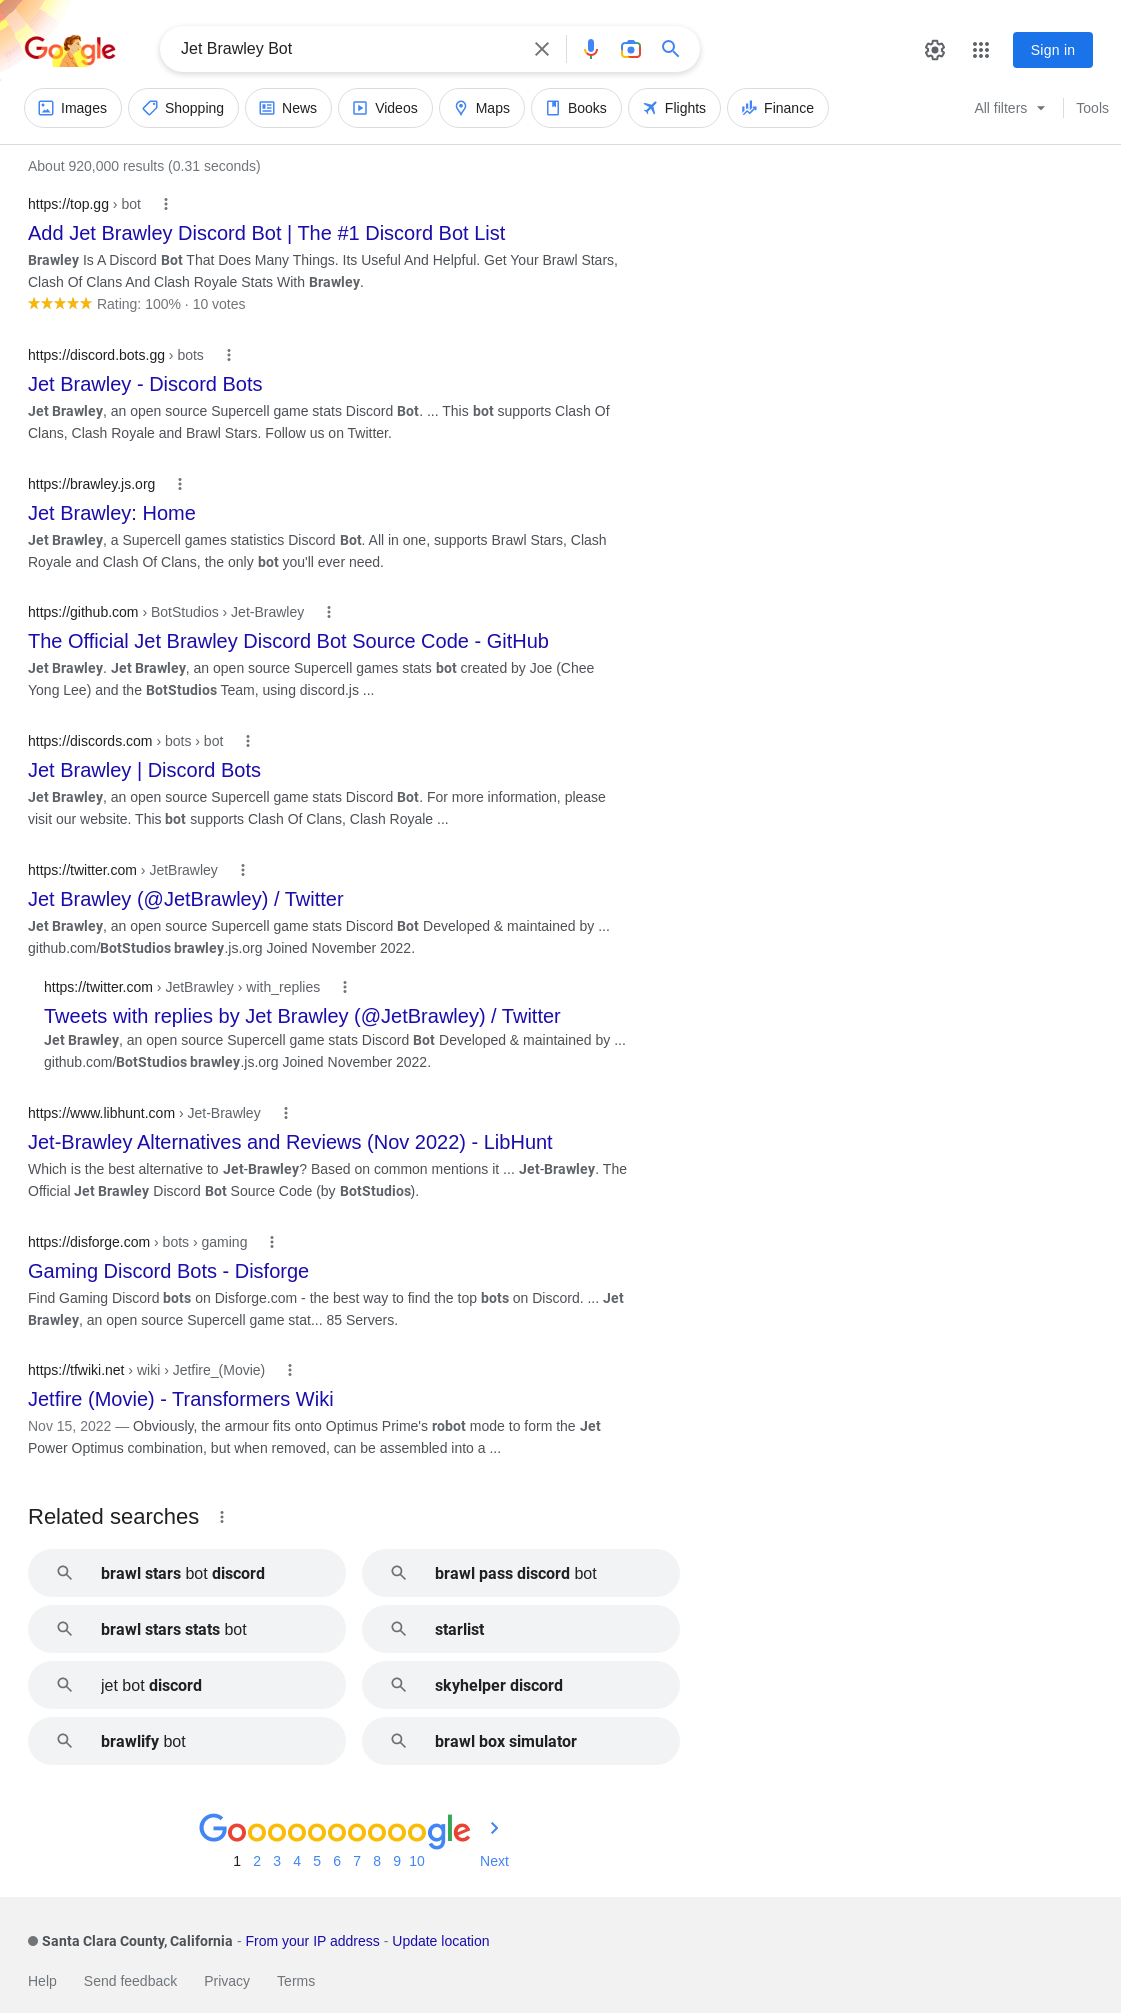 Google
Jet Brawley Bot
Sign in
Images
Shopping
News
Videos
Maps
Books
Flights
Finance
All filters
Tools
About 920,000 results (0.31 seconds)
https://top.gg › bot
Add Jet Brawley Discord Bot | The #1 Discord Bot List
Brawley Is A Discord Bot That Does Many Things. Its Useful And Helpful. Get Your Brawl Stars,
Clash Of Clans And Clash Royale Stats With Brawley.
Rating: 100% · 10 votes
https://discord.bots.gg › bots
Jet Brawley - Discord Bots
Jet Brawley, an open source Supercell game stats Discord Bot. ... This bot supports Clash Of
Clans, Clash Royale and Brawl Stars. Follow us on Twitter.
https://brawley.js.org
Jet Brawley: Home
Jet Brawley, a Supercell games statistics Discord Bot. All in one, supports Brawl Stars, Clash
Royale and Clash Of Clans, the only bot you'll ever need.
https://github.com › BotStudios › Jet-Brawley
The Official Jet Brawley Discord Bot Source Code - GitHub
Jet Brawley. Jet Brawley, an open source Supercell games stats bot created by Joe (Chee
Yong Lee) and the BotStudios Team, using discord.js ...
https://discords.com › bots › bot
Jet Brawley | Discord Bots
Jet Brawley, an open source Supercell game stats Discord Bot. For more information, please
visit our website. This bot supports Clash Of Clans, Clash Royale ...
https://twitter.com › JetBrawley
Jet Brawley (@JetBrawley) / Twitter
Jet Brawley, an open source Supercell game stats Discord Bot Developed & maintained by ...
github.com/BotStudios brawley.js.org Joined November 2022.
https://twitter.com › JetBrawley › with_replies
Tweets with replies by Jet Brawley (@JetBrawley) / Twitter
Jet Brawley, an open source Supercell game stats Discord Bot Developed & maintained by ...
github.com/BotStudios brawley.js.org Joined November 2022.
https://www.libhunt.com › Jet-Brawley
Jet-Brawley Alternatives and Reviews (Nov 2022) - LibHunt
Which is the best alternative to Jet-Brawley? Based on common mentions it ... Jet-Brawley. The
Official Jet Brawley Discord Bot Source Code (by BotStudios).
https://disforge.com › bots › gaming
Gaming Discord Bots - Disforge
Find Gaming Discord bots on Disforge.com - the best way to find the top bots on Discord. ... Jet
Brawley, an open source Supercell game stat... 85 Servers.
https://tfwiki.net › wiki › Jetfire_(Movie)
Jetfire (Movie) - Transformers Wiki
Nov 15, 2022 — Obviously, the armour fits onto Optimus Prime's robot mode to form the Jet
Power Optimus combination, but when removed, can be assembled into a ...
Related searches
brawl stars bot discord
brawl pass discord bot
brawl stars stats bot
starlist
jet bot discord
skyhelper discord
brawlify bot
brawl box simulator
Goooooooooogle
1 2 3 4 5 6 7 8 9 10 Next
Santa Clara County, California - From your IP address - Update location
Help Send feedback Privacy Terms